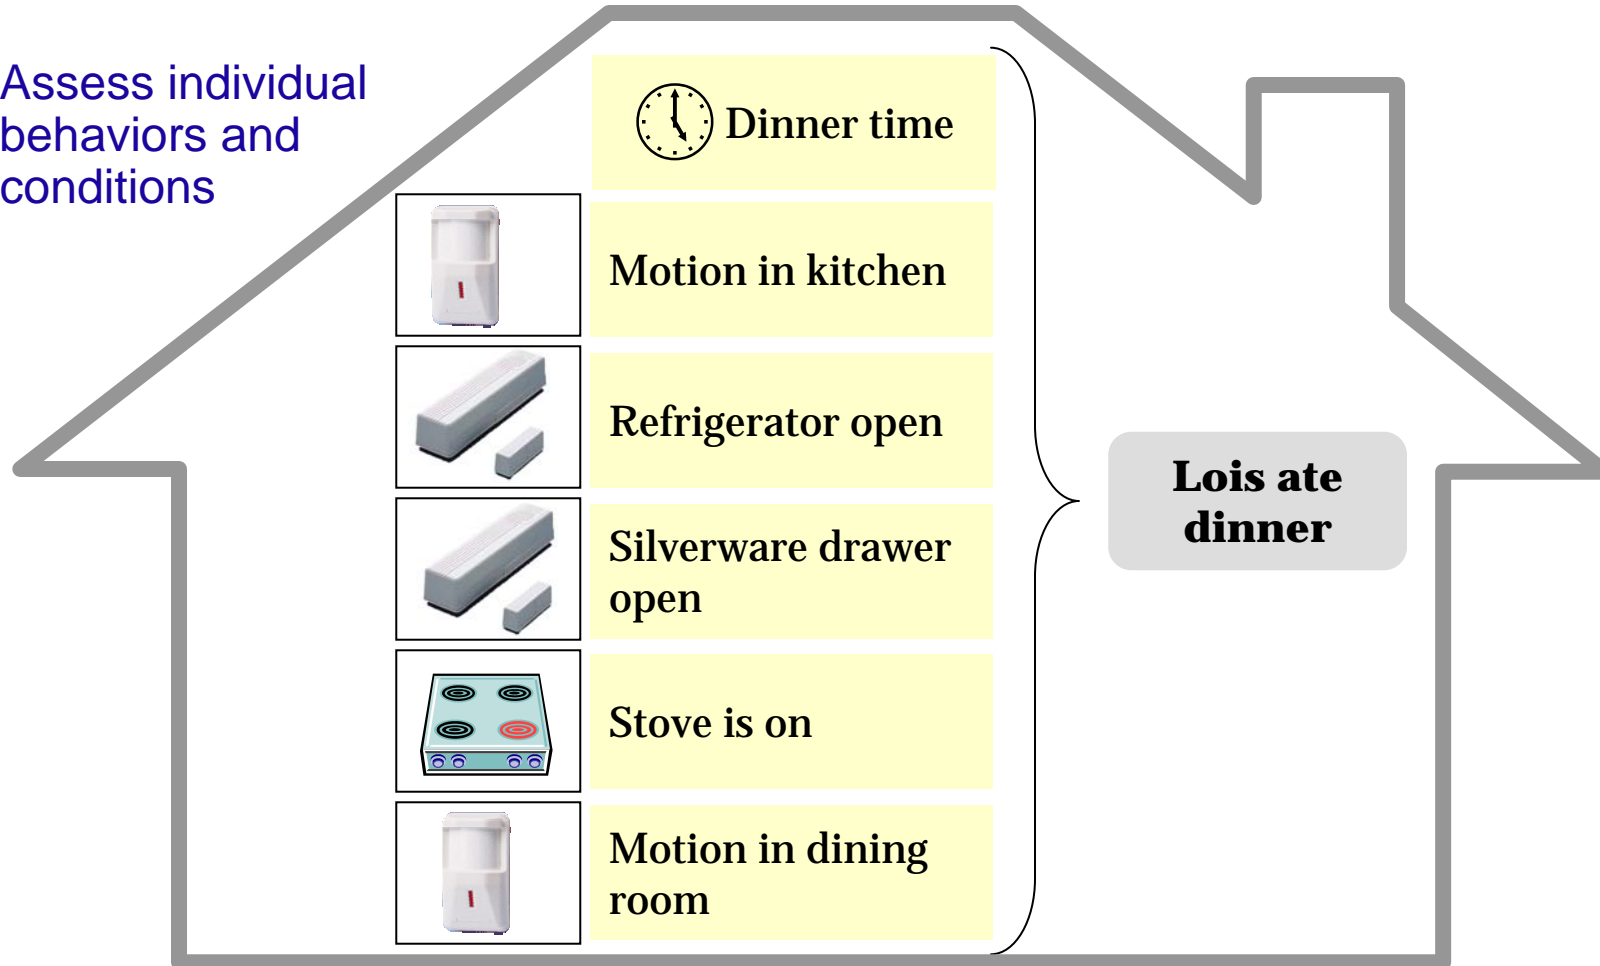 Assess individual
behaviors and
conditions
Dinner time
Motion in kitchen
Refrigerator open
Silverware drawer
open
Stove is on
Motion in dining
room
Lois ate
dinner